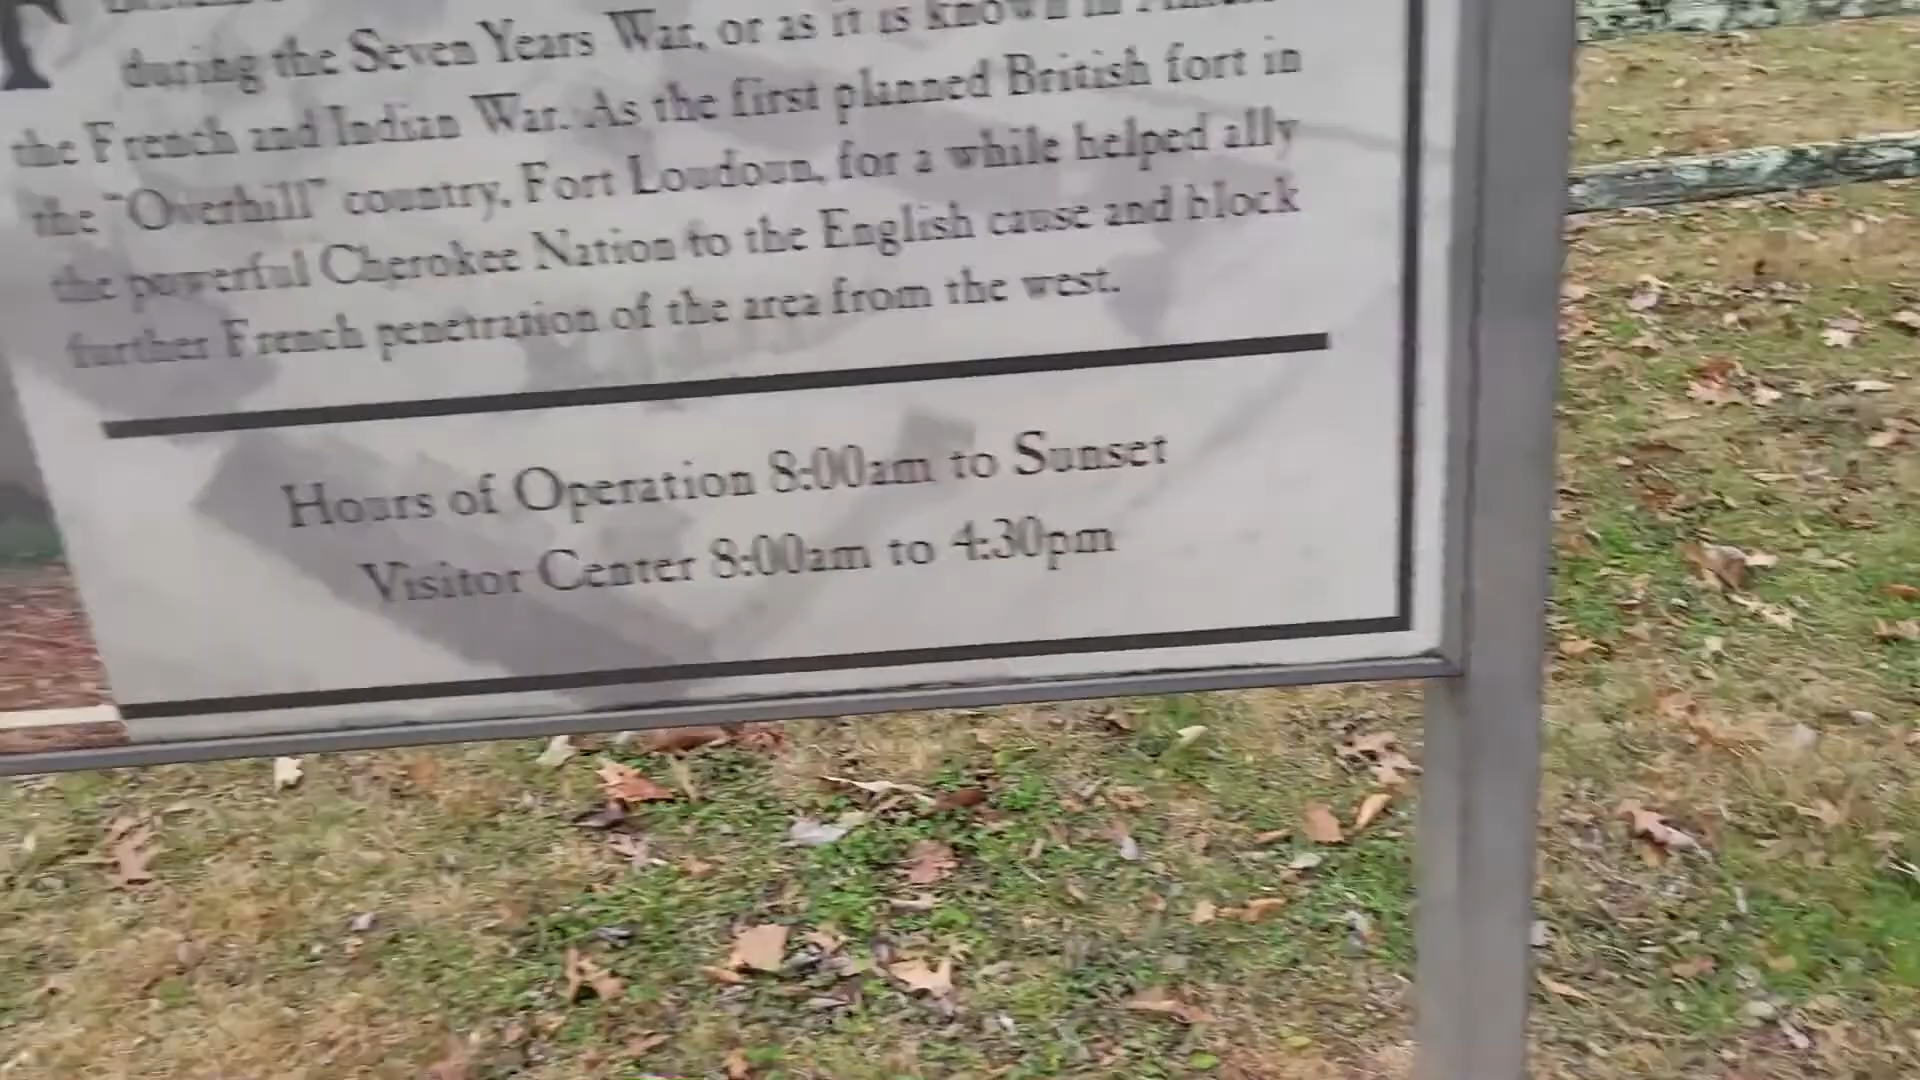 F
during the Seven Years War, or as it is known in
the French and Indian War. As the first planned British fort in
the "Overhill" country, Fort Loudoun, for a while helped ally
the powerful Cherokee Nation to the English cause and block
further French penetration of the area from the west.
Hours of Operation 8:00am to Sunset
Visitor Center 8:00am to 4:30pm